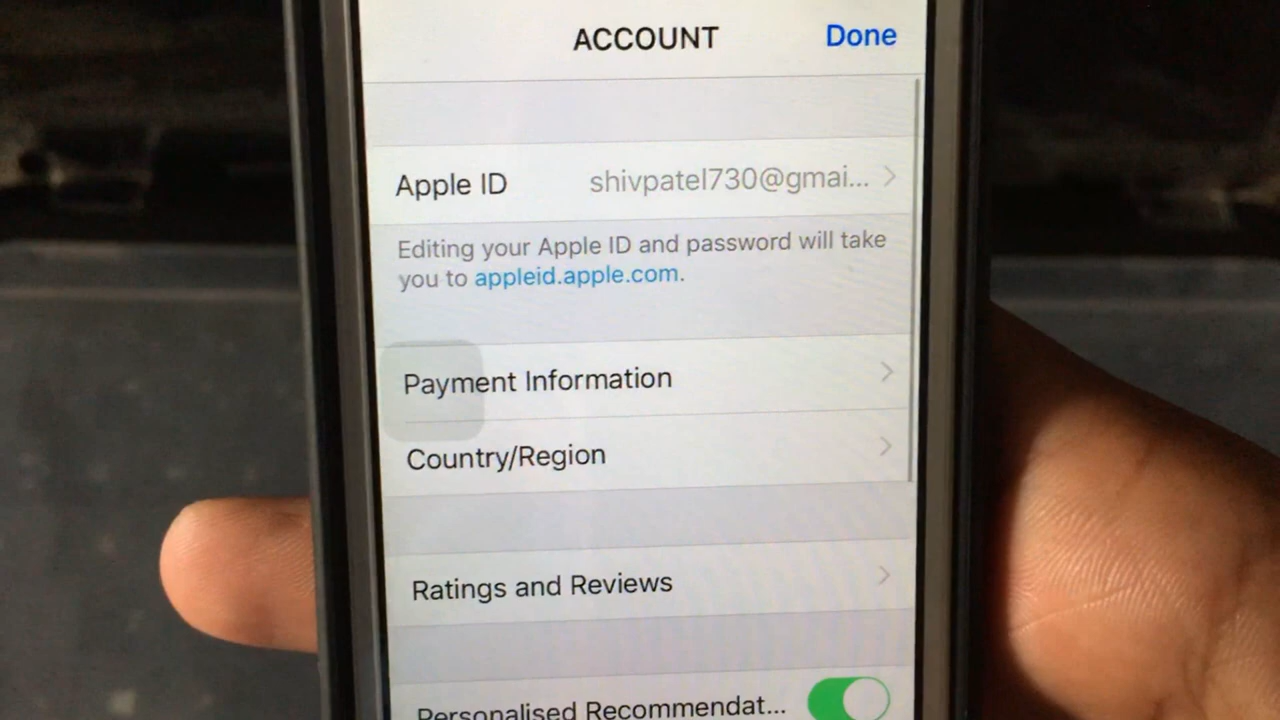 ACCOUNT Done
Apple ID shivpatel730@gmai...
Editing your Apple ID and password will take
you to appleid.apple.com.
Payment Information
Country/Region
Ratings and Reviews
Personalised Recommendat...